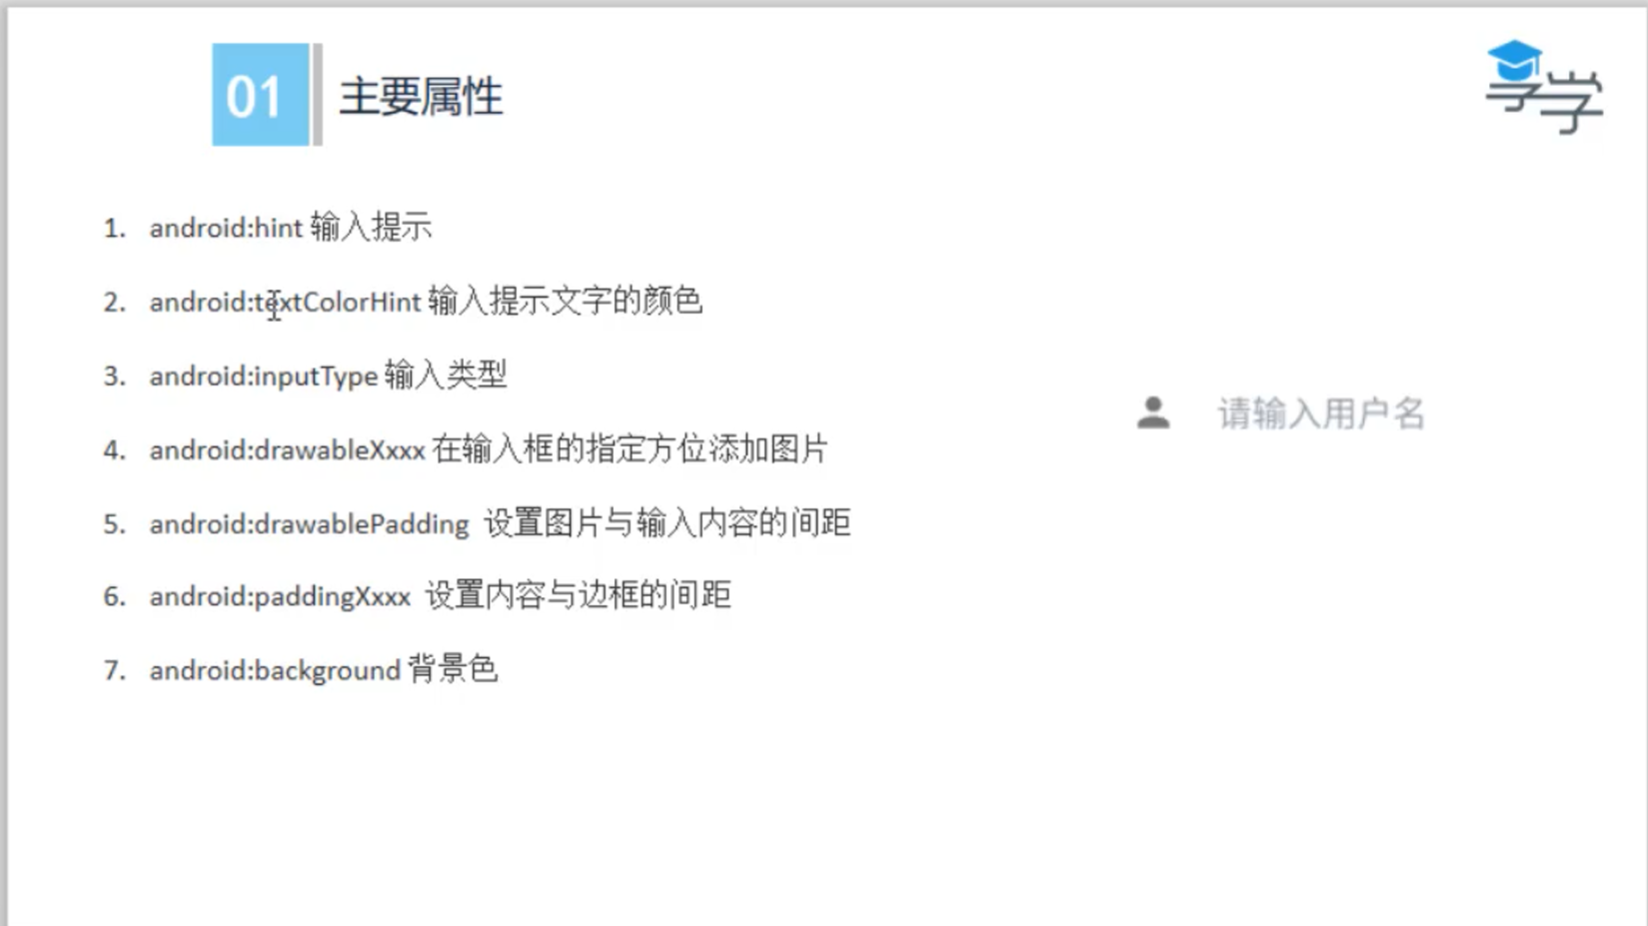 01 主要属性
享学
1. android:hint 输入提示
2. android:textColorHint 输入提示文字的颜色
3. android:inputType 输入类型
4. android:drawableXxxx 在输入框的指定方位添加图片
请输入用户名
5. android:drawablePadding 设置图片与输入内容的间距
6. android:paddingXxxx 设置内容与边框的间距
7. android:background 背景色